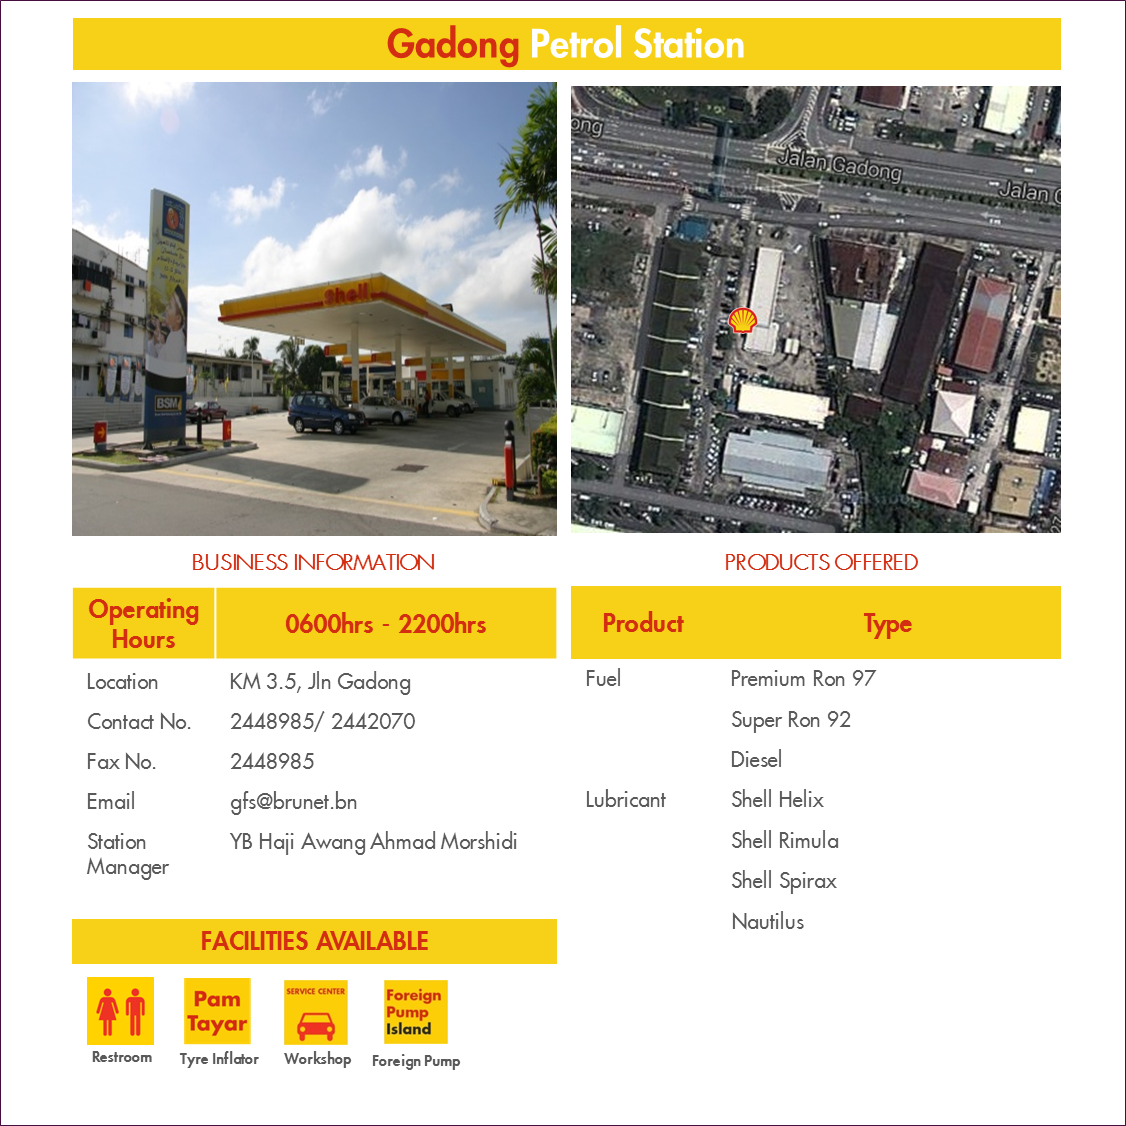 Gadong Petrol Station
Shell
BSM
ong
Jalan Gadong
Jalan G
BUSINESS INFORMATION
Operating Hours 0600hrs - 2200hrs
Location KM 3.5, Jln Gadong
Contact No. 2448985/ 2442070
Fax No. 2448985
Email gfs@brunet.bn
Station Manager YB Haji Awang Ahmad Morshidi
PRODUCTS OFFERED
Product Type
Fuel Premium Ron 97
Super Ron 92
Diesel
Lubricant Shell Helix
Shell Rimula
Shell Spirax
Nautilus
FACILITIES AVAILABLE
Restroom
Pam
Tayar
Tyre Inflator
SERVICE CENTER
Workshop
Foreign
Pump
Island
Foreign Pump